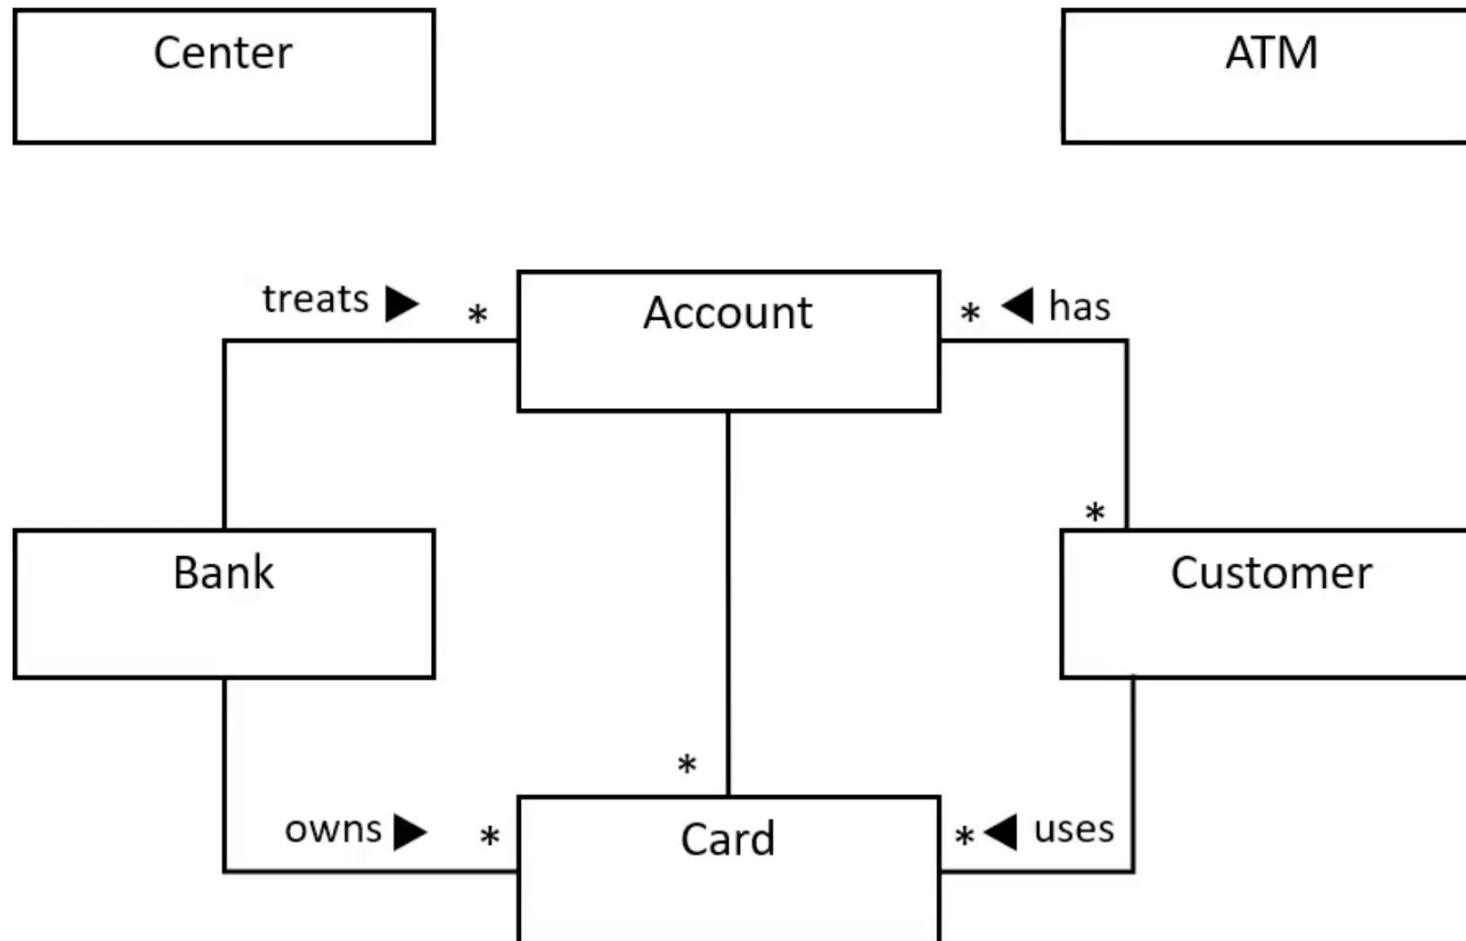 Center
ATM
treats ▶ *
Account
* ◀ has
*
Bank
Customer
*
owns ▶ *
Card
* ◀ uses